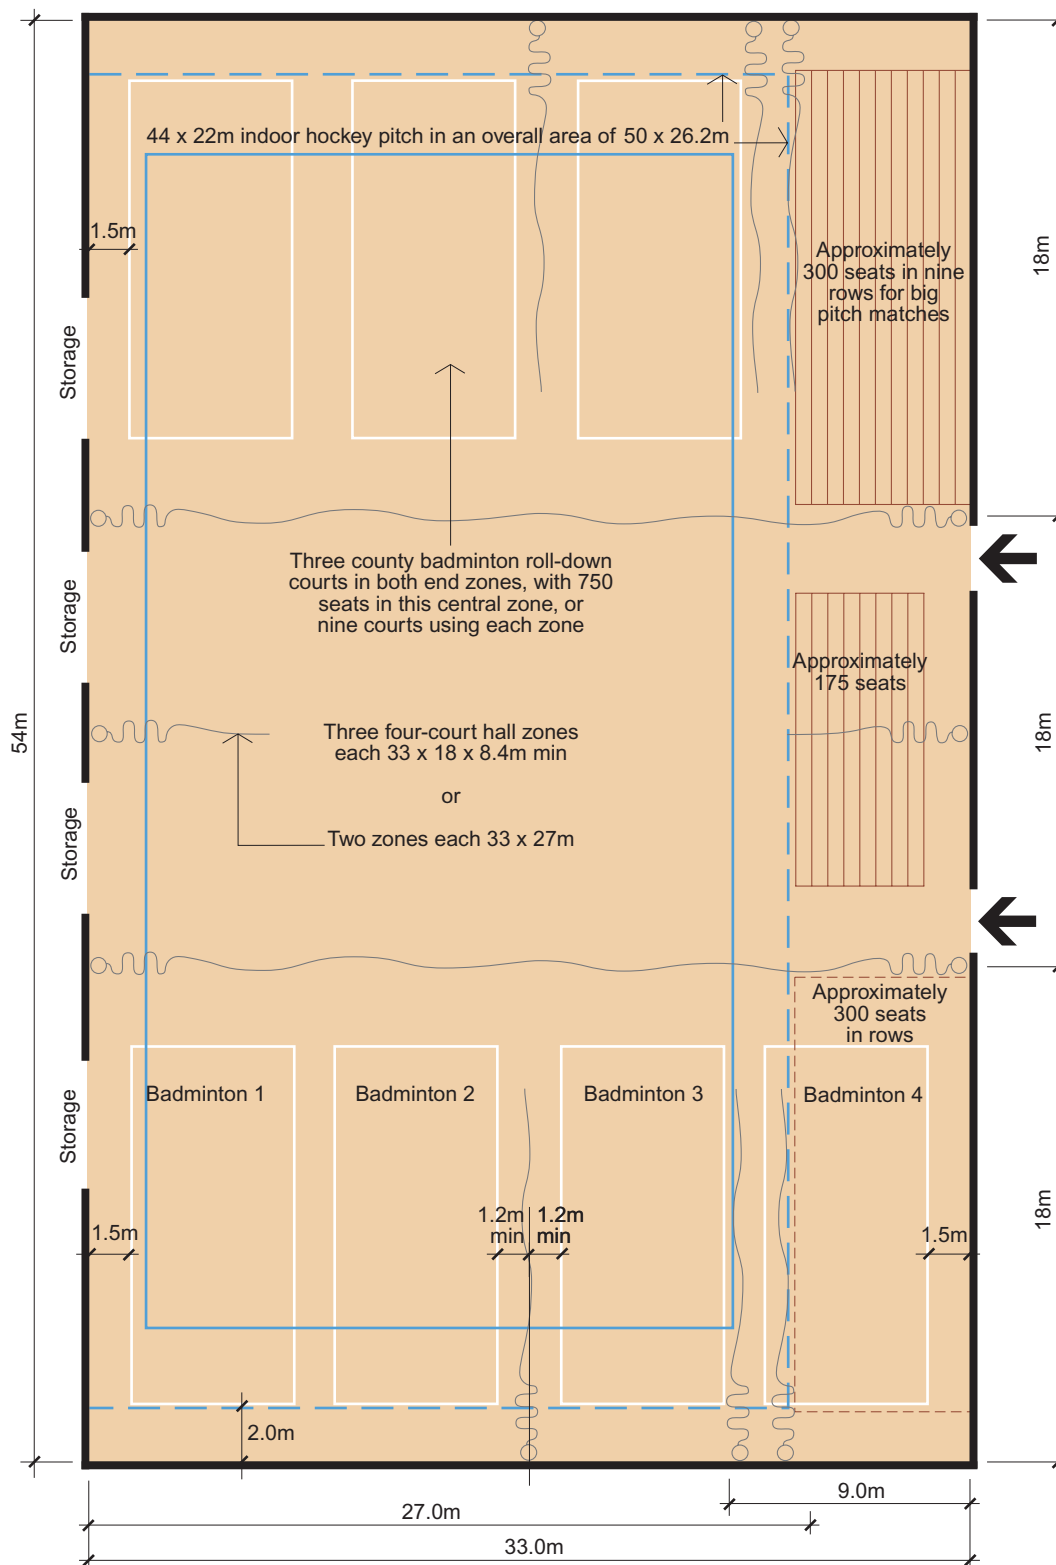 44 x 22m indoor hockey pitch in an overall area of 50 x 26.2m
1.5m
18m
Approximately
300 seats in nine
rows for big
pitch matches
Storage
Three county badminton roll-down
courts in both end zones, with 750
seats in this central zone, or
nine courts using each zone
Storage
Approximately
175 seats
54m
18m
Three four-court hall zones
each 33 x 18 x 8.4m min
or
Two zones each 33 x 27m
Storage
Approximately
300 seats
in rows
Badminton 1
Badminton 2
Badminton 3
Badminton 4
Storage
18m
1.5m
1.2m
min
1.2m
min
1.5m
2.0m
9.0m
27.0m
33.0m